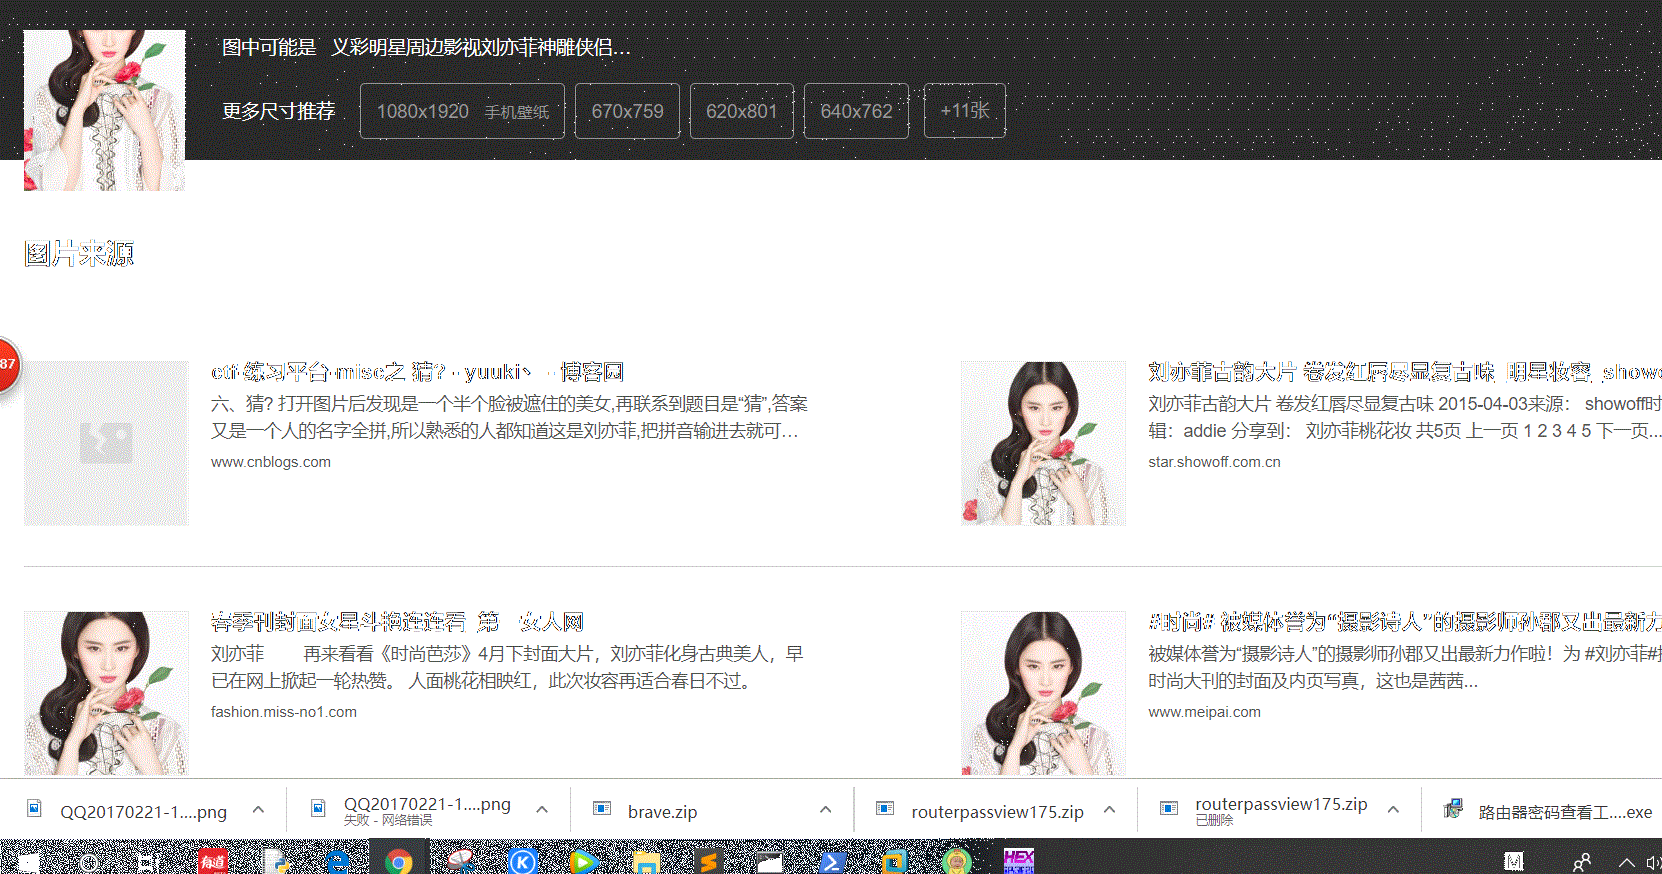 图中可能是 义彩明星周边影视刘亦菲神雕侠侣...
更多尺寸推荐 1080x1920 手机壁纸 670x759 620x801 640x762 +11张
图片来源
87
ctf 练习平台 misc之 猜? - yuuki丶 - 博客园
六、猜? 打开图片后发现是一个半个脸被遮住的美女,再联系到题目是“猜”,答案
又是一个人的名字全拼,所以熟悉的人都知道这是刘亦菲,把拼音输进去就可...
www.cnblogs.com
刘亦菲古韵大片 卷发红唇尽显复古味_明星妆容_showo
刘亦菲古韵大片 卷发红唇尽显复古味 2015-04-03来源： showoff时
辑：addie 分享到： 刘亦菲桃花妆 共5页 上一页 1 2 3 4 5 下一页...
star.showoff.com.cn
春季刊封面女星斗艳连连看_第一女人网
刘亦菲 再来看看《时尚芭莎》4月下封面大片，刘亦菲化身古典美人，早
已在网上掀起一轮热赞。 人面桃花相映红，此次妆容再适合春日不过。
fashion.miss-no1.com
#时尚# 被媒体誉为“摄影诗人”的摄影师孙郡又出最新力
被媒体誉为“摄影诗人”的摄影师孙郡又出最新力作啦！为 #刘亦菲#
时尚大刊的封面及内页写真，这也是茜茜...
www.meipai.com
QQ20170221-1....png
QQ20170221-1....png
失败 - 网络错误
brave.zip
routerpassview175.zip
routerpassview175.zip
已删除
路由器密码查看工....exe
有道
HEX